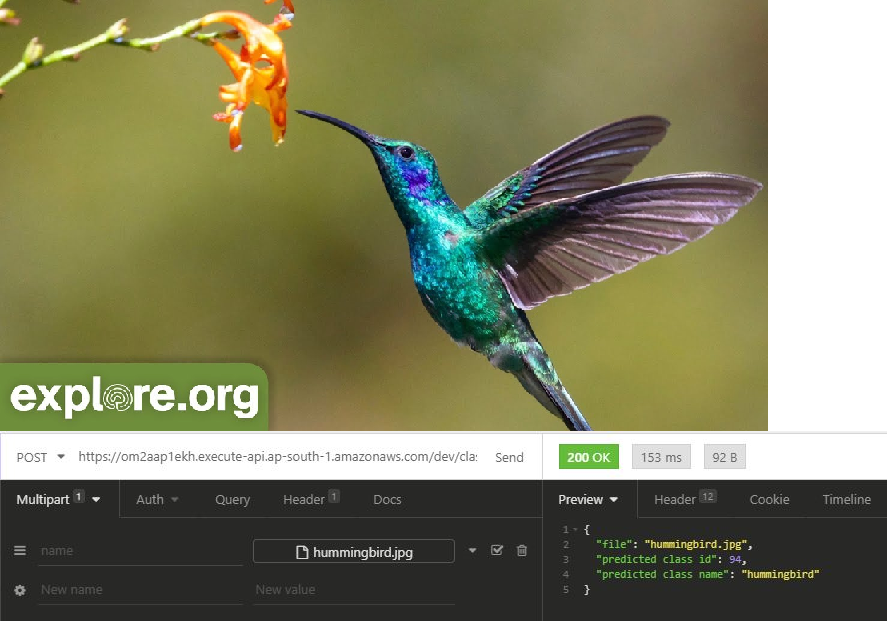 explore.org
POST https://om2aap1ekh.execute-api.ap-south-1.amazonaws.com/dev/cla Send 200 OK 153 ms 92 B
Multipart 1 Auth Query Header 1 Docs Preview Header 12 Cookie Timeline
1 {
name hummingbird.jpg 2 "file": "hummingbird.jpg",
3 "predicted class id": 94,
4 "predicted class name": "hummingbird"
New name New value 5 }